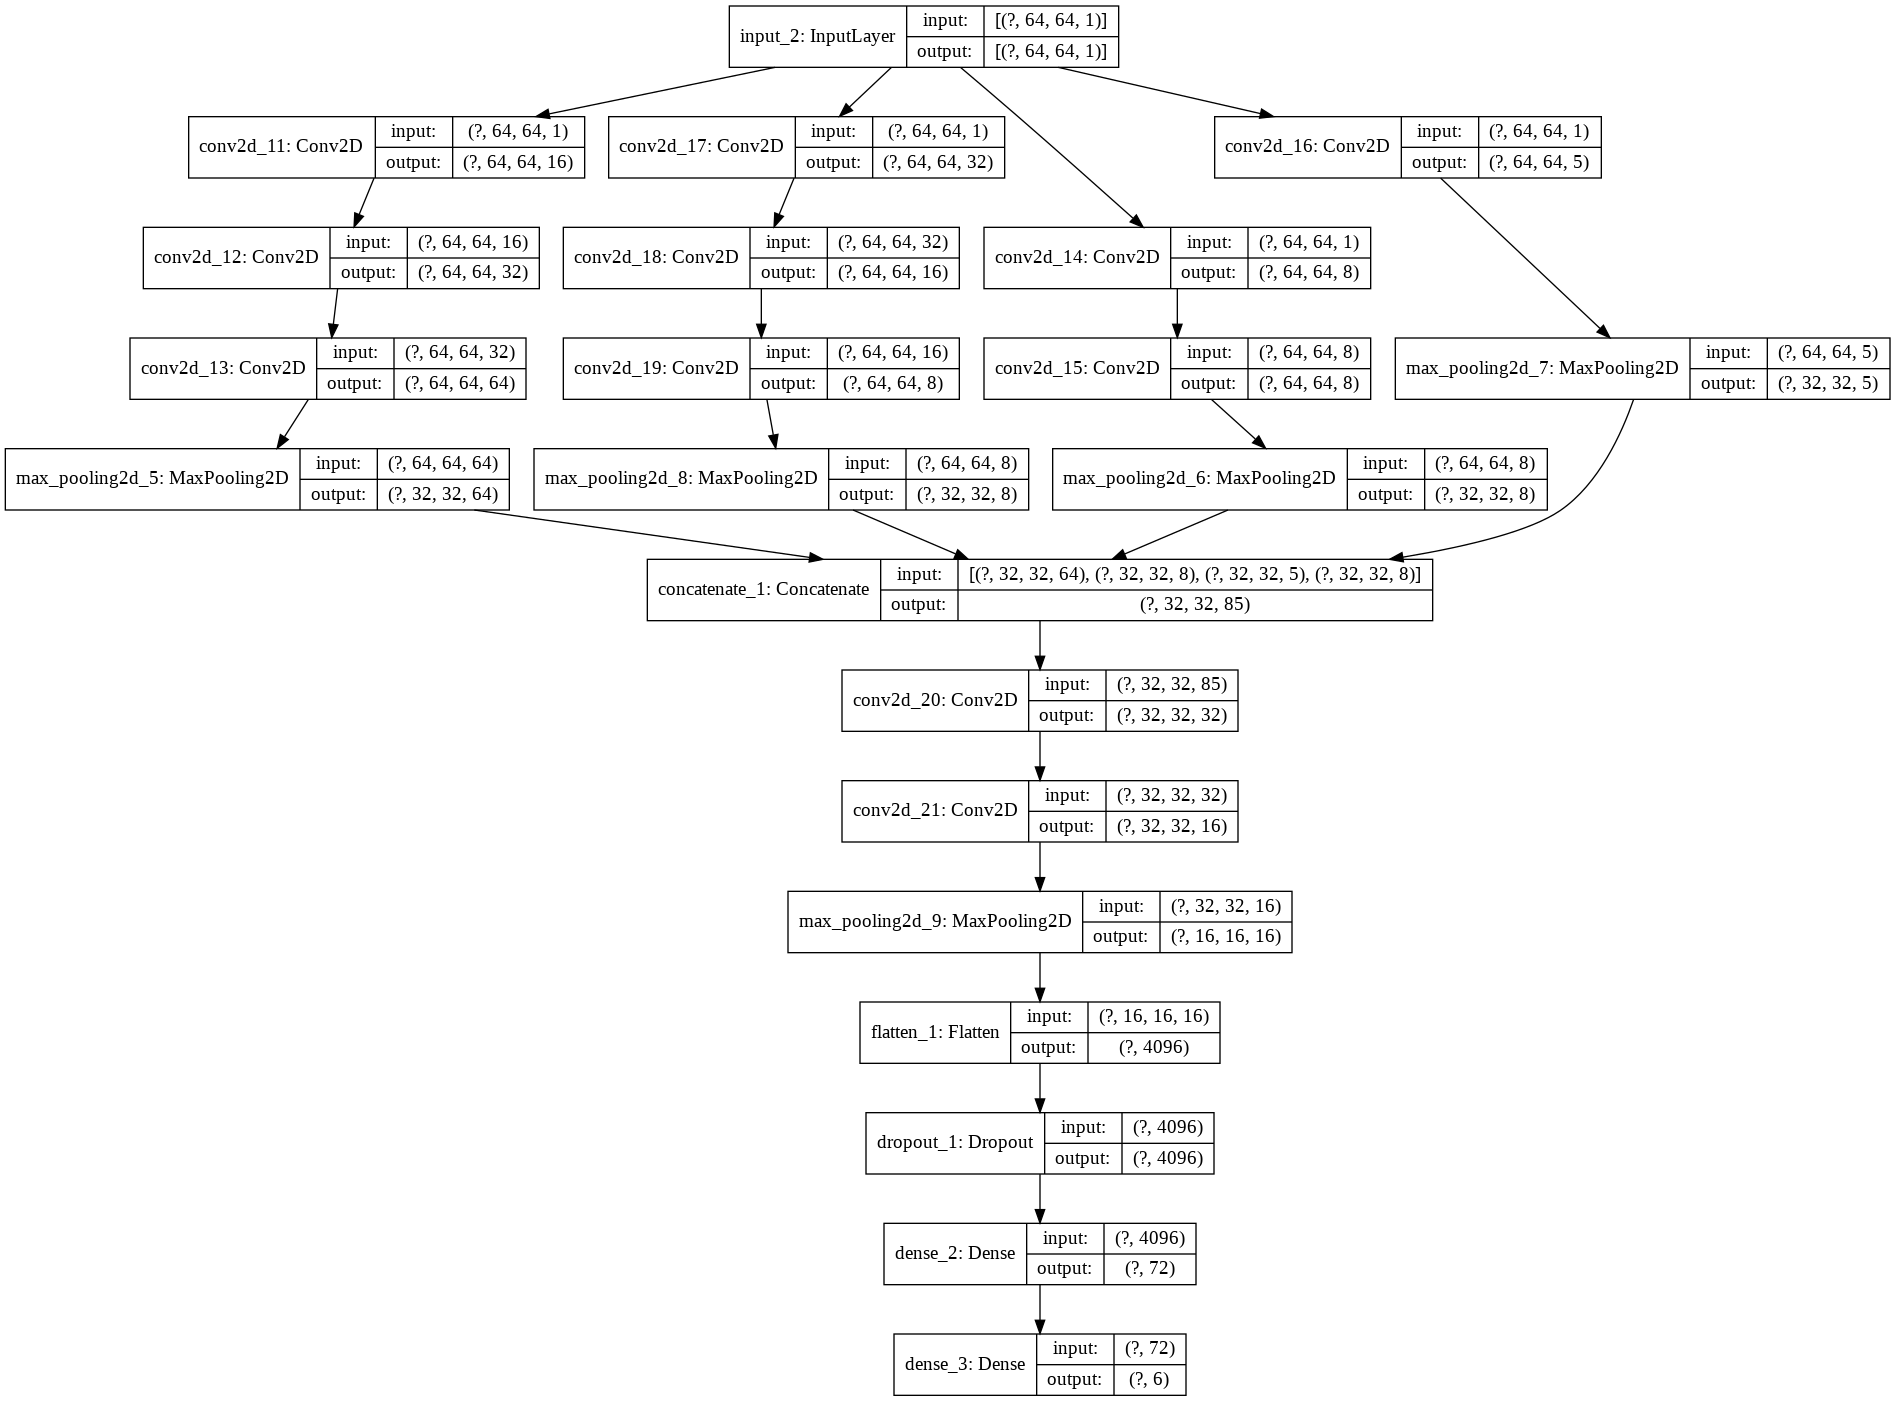 input_2: InputLayer
input: [(?, 64, 64, 1)]
output: [(?, 64, 64, 1)]
conv2d_11: Conv2D
input: (?, 64, 64, 1)
output: (?, 64, 64, 16)
conv2d_17: Conv2D
input: (?, 64, 64, 1)
output: (?, 64, 64, 32)
conv2d_16: Conv2D
input: (?, 64, 64, 1)
output: (?, 64, 64, 5)
conv2d_12: Conv2D
input: (?, 64, 64, 16)
output: (?, 64, 64, 32)
conv2d_18: Conv2D
input: (?, 64, 64, 32)
output: (?, 64, 64, 16)
conv2d_14: Conv2D
input: (?, 64, 64, 1)
output: (?, 64, 64, 8)
conv2d_13: Conv2D
input: (?, 64, 64, 32)
output: (?, 64, 64, 64)
conv2d_19: Conv2D
input: (?, 64, 64, 16)
output: (?, 64, 64, 8)
conv2d_15: Conv2D
input: (?, 64, 64, 8)
output: (?, 64, 64, 8)
max_pooling2d_7: MaxPooling2D
input: (?, 64, 64, 5)
output: (?, 32, 32, 5)
max_pooling2d_5: MaxPooling2D
input: (?, 64, 64, 64)
output: (?, 32, 32, 64)
max_pooling2d_8: MaxPooling2D
input: (?, 64, 64, 8)
output: (?, 32, 32, 8)
max_pooling2d_6: MaxPooling2D
input: (?, 64, 64, 8)
output: (?, 32, 32, 8)
concatenate_1: Concatenate
input: [(?, 32, 32, 64), (?, 32, 32, 8), (?, 32, 32, 5), (?, 32, 32, 8)]
output: (?, 32, 32, 85)
conv2d_20: Conv2D
input: (?, 32, 32, 85)
output: (?, 32, 32, 32)
conv2d_21: Conv2D
input: (?, 32, 32, 32)
output: (?, 32, 32, 16)
max_pooling2d_9: MaxPooling2D
input: (?, 32, 32, 16)
output: (?, 16, 16, 16)
flatten_1: Flatten
input: (?, 16, 16, 16)
output: (?, 4096)
dropout_1: Dropout
input: (?, 4096)
output: (?, 4096)
dense_2: Dense
input: (?, 4096)
output: (?, 72)
dense_3: Dense
input: (?, 72)
output: (?, 6)